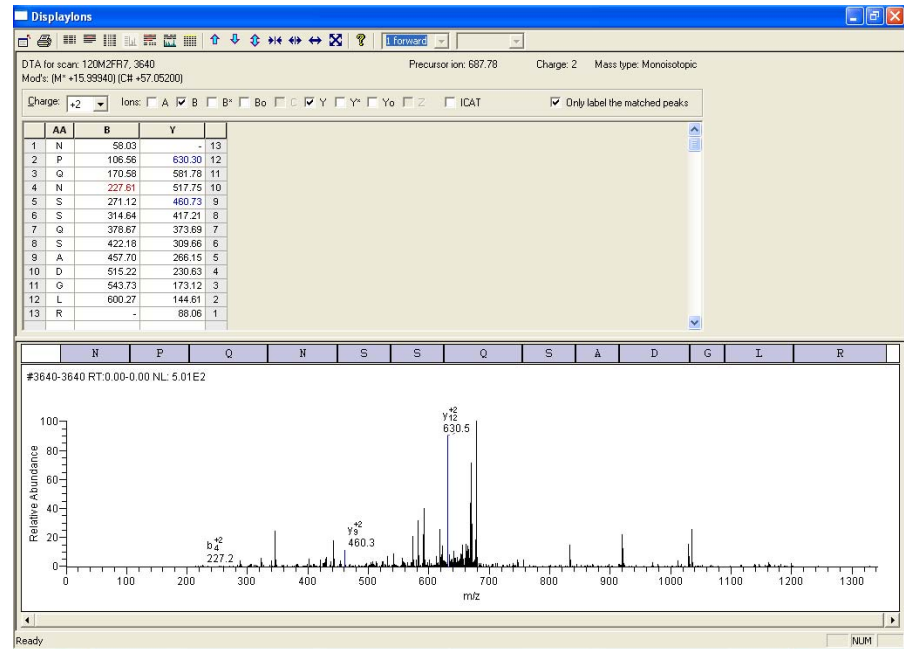 DisplayIons
1 forward
DTA for scan: 120M2FR7, 3640 Precursor ion: 687.78 Charge: 2 Mass type: Monoisotopic
Mod's: (M* +15.99940) (C# +57.05200)
Charge: +2 Ions: A B B* Bo C Y Y* Yo Z ICAT Only label the matched peaks
AA B Y
1 N 58.03 - 13
2 P 106.56 630.30 12
3 Q 170.58 581.78 11
4 N 227.61 517.75 10
5 S 271.12 460.73 9
6 S 314.64 417.21 8
7 Q 378.67 373.69 7
8 S 422.18 309.66 6
9 A 457.70 266.15 5
10 D 515.22 230.63 4
11 G 543.73 173.12 3
12 L 600.27 144.61 2
13 R - 88.06 1
N P Q N S S Q S A D G L R
#3640-3640 RT:0.00-0.00 NL: 5.01E2
Relative Abundance
100
80
60
40
20
0
y12 +2
630.5
y9 +2
460.3
b4 +2
227.2
0 100 200 300 400 500 600 700 800 900 1000 1100 1200 1300
m/z
Ready NUM